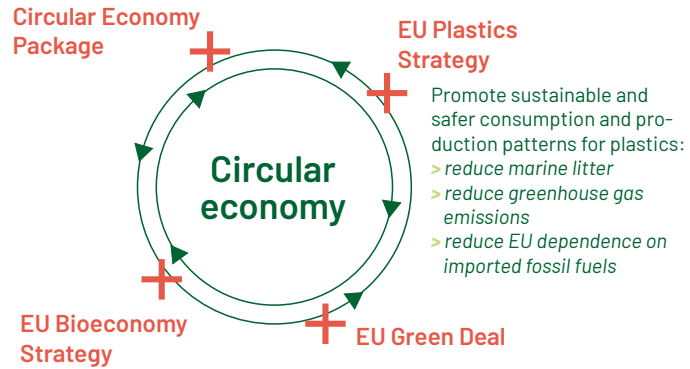 Circular Economy
Package
EU Plastics
Strategy
Promote sustainable and
safer consumption and pro-
duction patterns for plastics:
> reduce marine litter
> reduce greenhouse gas
emissions
> reduce EU dependence on
imported fossil fuels
Circular
economy
EU Bioeconomy
Strategy
EU Green Deal